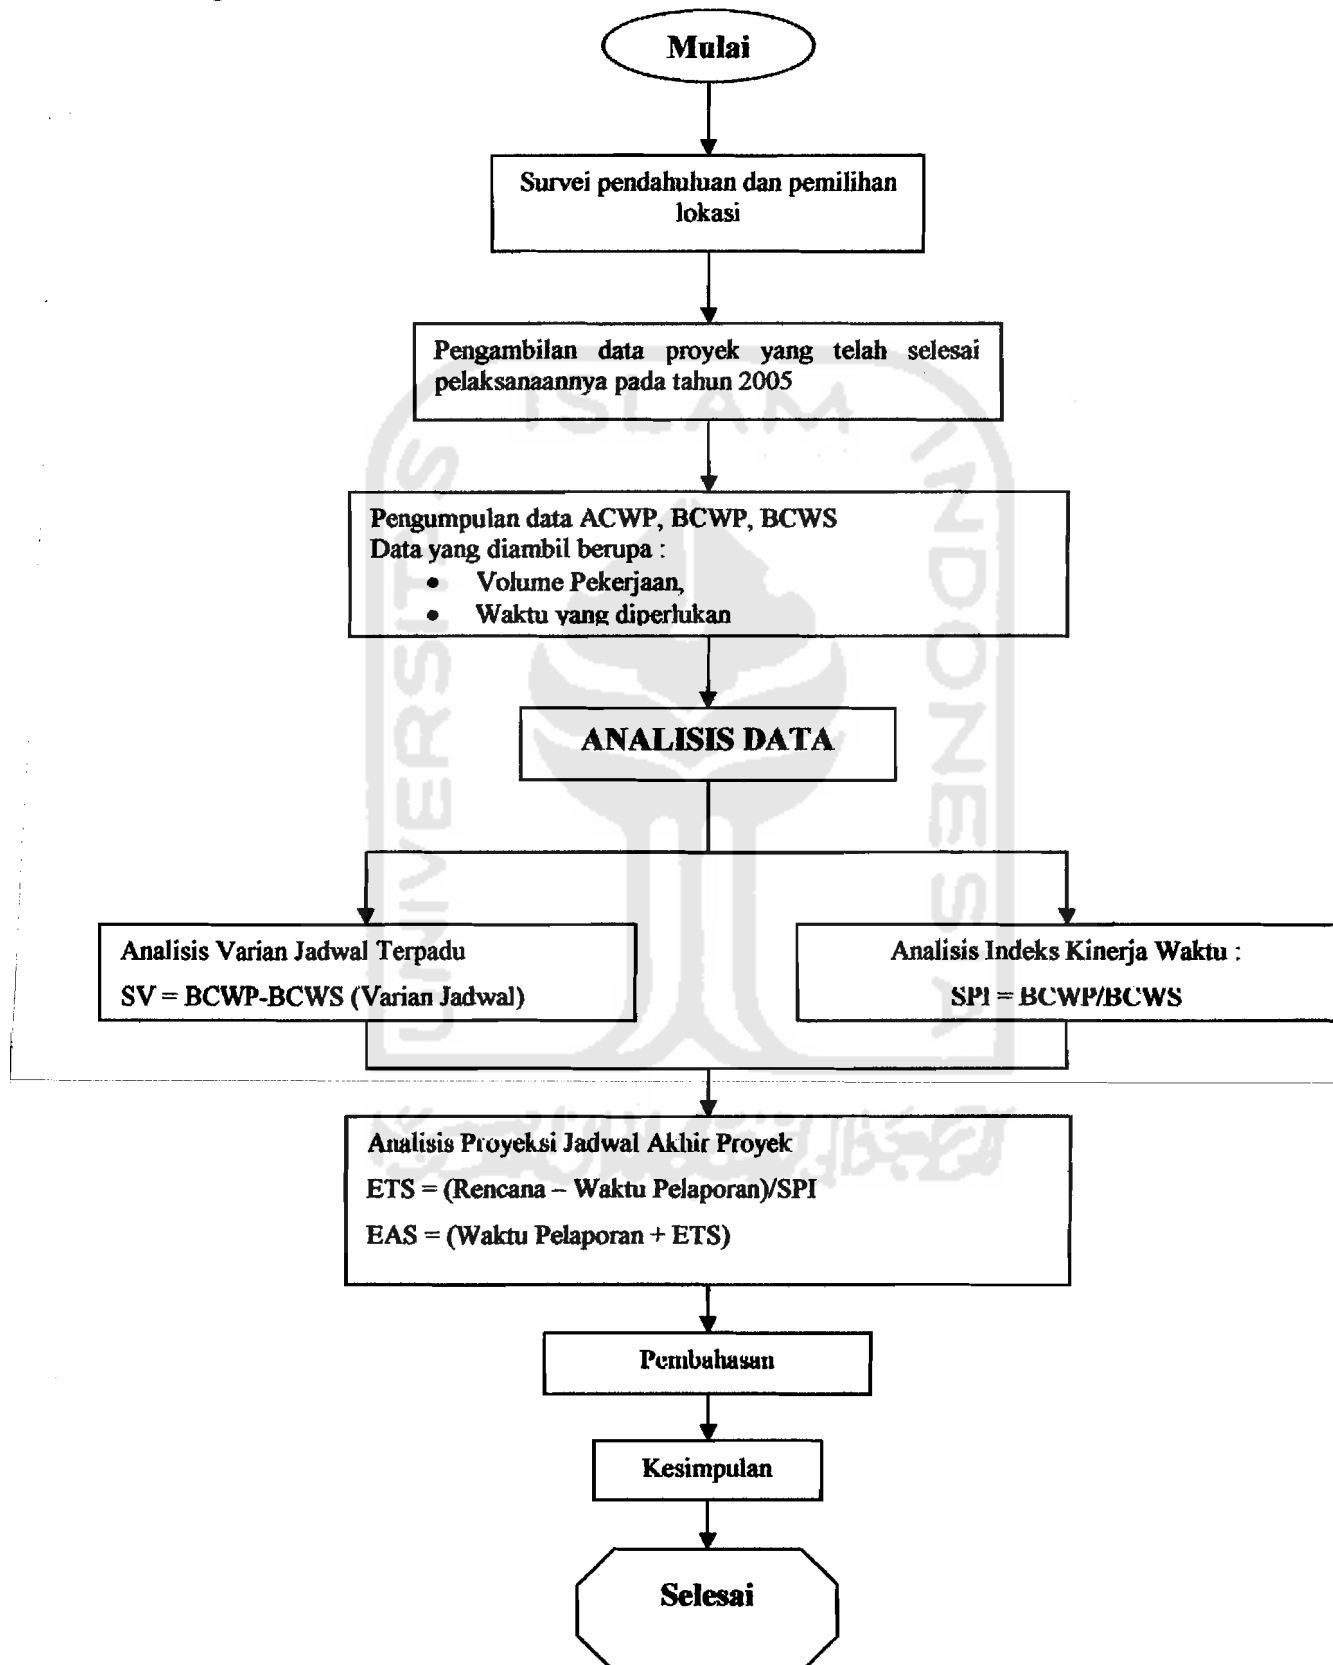 Mulai
Survei pendahuluan dan pemilihan
lokasi
Pengambilan data proyek yang telah selesai
pelaksanaannya pada tahun 2005
Pengumpulan data ACWP, BCWP, BCWS
Data yang diambil berupa :
• Volume Pekerjaan,
• Waktu yang diperlukan
ANALISIS DATA
Analisis Varian Jadwal Terpadu
SV = BCWP-BCWS (Varian Jadwal)
Analisis Indeks Kinerja Waktu :
SPI = BCWP/BCWS
Analisis Proyeksi Jadwal Akhir Proyek
ETS = (Rencana – Waktu Pelaporan)/SPI
EAS = (Waktu Pelaporan + ETS)
Pembahasan
Kesimpulan
Selesai
UNIVERSITAS
ISLAM
INDONESIA